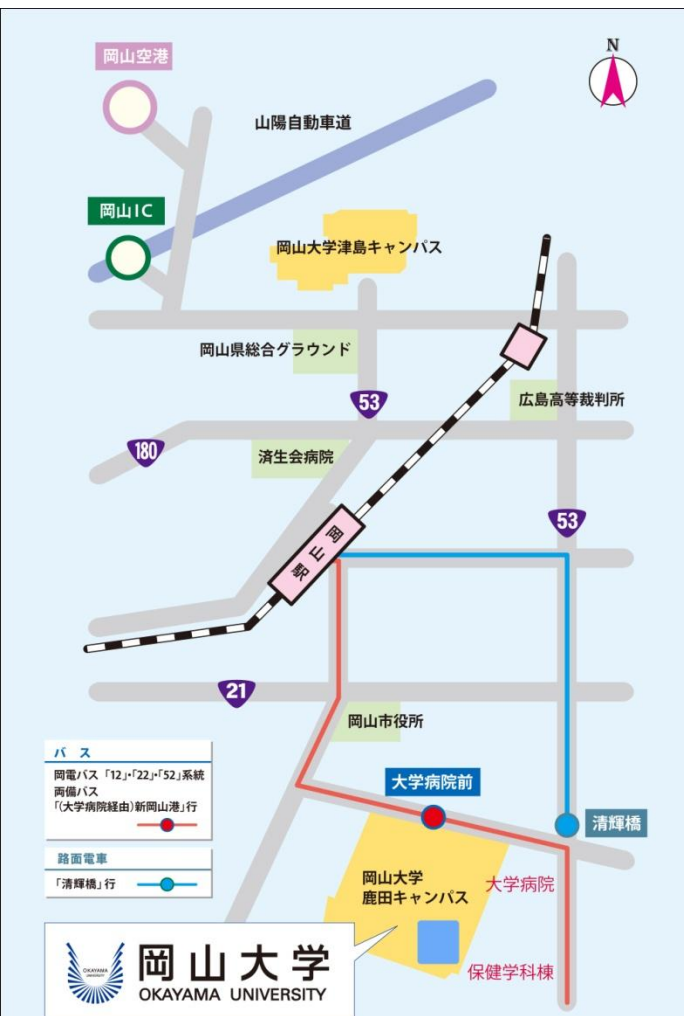 岡山空港
N
山陽自動車道
岡山IC
岡山大学津島キャンパス
岡山県総合グラウンド
53
広島高等裁判所
180
済生会病院
53
岡山駅
21
岡山市役所
バス
岡電バス 「12」・「22」・「52」系統
両備バス
「(大学病院経由)新岡山港」行
路面電車
「清輝橋」行
大学病院前
清輝橋
岡山大学
鹿田キャンパス
大学病院
保健学科棟
OKAYAMA
UNIVERSITY
岡山大学
OKAYAMA UNIVERSITY